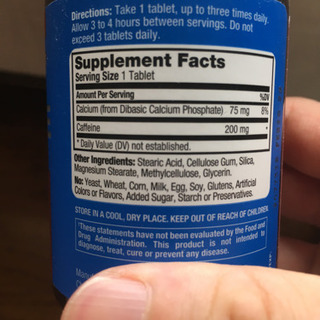 Directions: Take 1 tablet, up to three times daily.
Allow 3 to 4 hours between servings. Do not
exceed 3 tablets daily.
Supplement Facts
Serving Size 1 Tablet
Amount Per Serving %DV
Calcium (from Dibasic Calcium Phosphate) 75 mg 8%
Caffeine 200 mg *
* Daily Value (DV) not established.
Other Ingredients: Stearic Acid, Cellulose Gum, Silica,
Magnesium Stearate, Methylcellulose, Glycerin.
No: Yeast, Wheat, Corn, Milk, Egg, Soy, Glutens, Artificial
Colors or Flavors, Added Sugar, Starch or Preservatives.
STORE IN A COOL, DRY PLACE. KEEP OUT OF REACH OF CHILDREN.
These statements have not been evaluated by the Food and
Drug Administration. This product is not intended to
diagnose, treat, cure or prevent any disease.